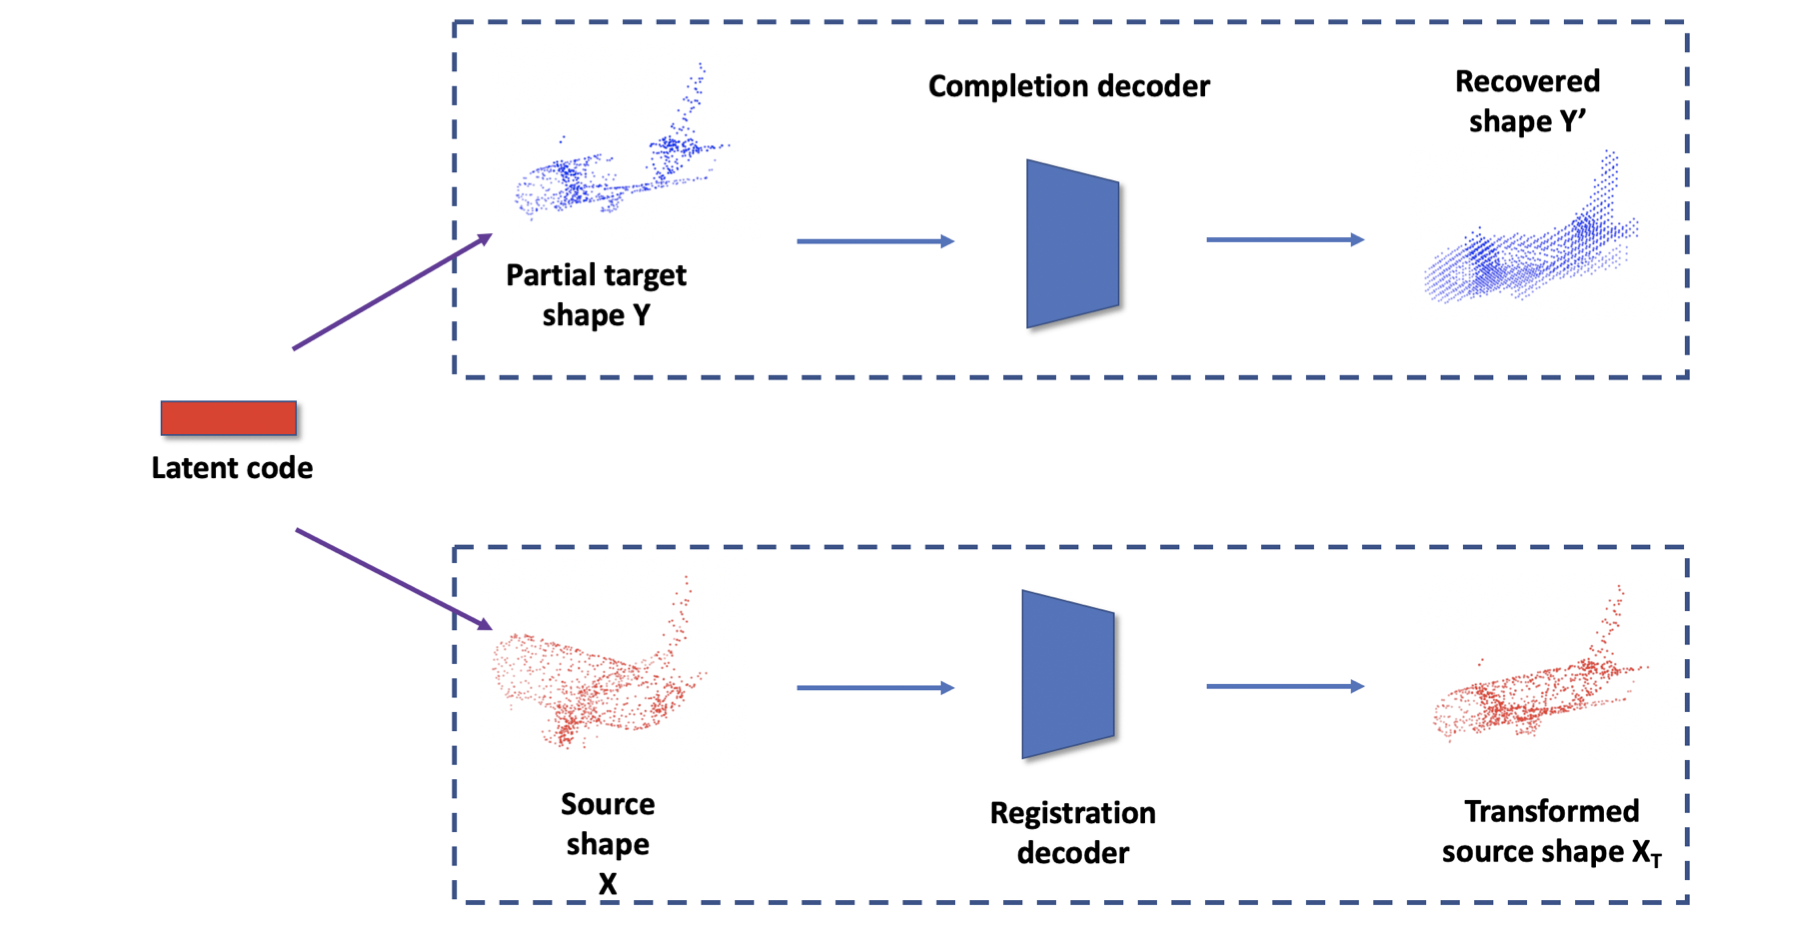 Completion decoder
Recovered
shape Y’
Partial target
shape Y
Latent code
Source
shape
X
Registration
decoder
Transformed
source shape X_T